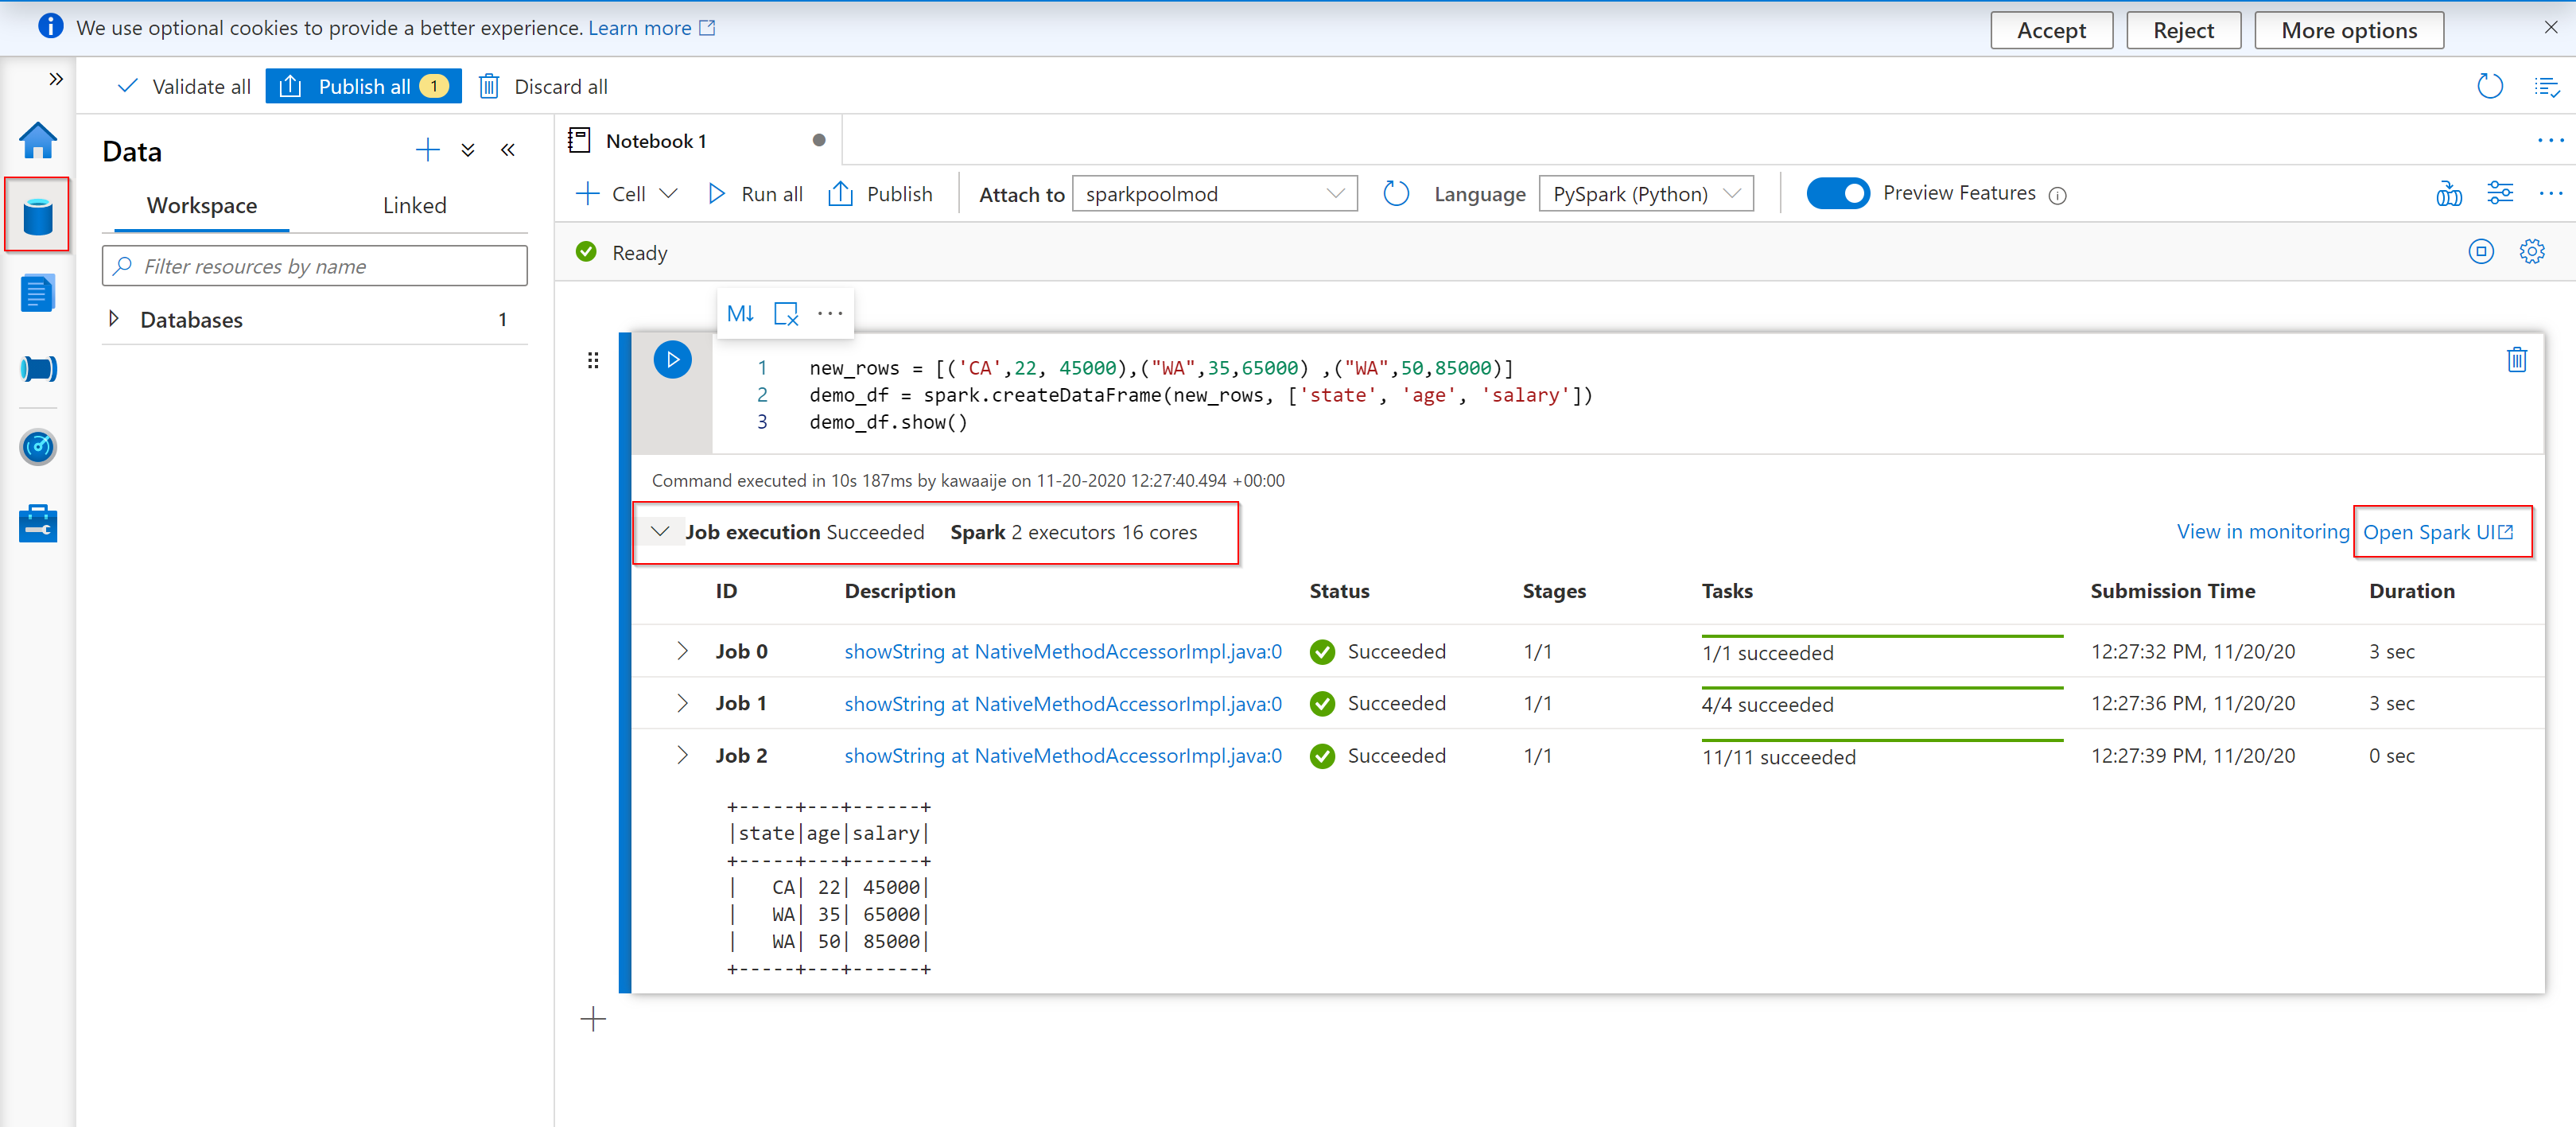 We use optional cookies to provide a better experience. Learn more
Accept
Reject
More options
Validate all
Publish all 1
Discard all
Data
Workspace
Linked
Filter resources by name
Databases 1
Notebook 1
Cell
Run all
Publish
Attach to sparkpoolmod
Language PySpark (Python)
Preview Features
Ready
M↓
1 new_rows = [('CA',22, 45000),("WA",35,65000) ,("WA",50,85000)]
2 demo_df = spark.createDataFrame(new_rows, ['state', 'age', 'salary'])
3 demo_df.show()
Command executed in 10s 187ms by kawaaije on 11-20-2020 12:27:40.494 +00:00
Job execution Succeeded Spark 2 executors 16 cores
View in monitoring Open Spark UI
ID Description Status Stages Tasks Submission Time Duration
Job 0 showString at NativeMethodAccessorImpl.java:0 Succeeded 1/1 1/1 succeeded 12:27:32 PM, 11/20/20 3 sec
Job 1 showString at NativeMethodAccessorImpl.java:0 Succeeded 1/1 4/4 succeeded 12:27:36 PM, 11/20/20 3 sec
Job 2 showString at NativeMethodAccessorImpl.java:0 Succeeded 1/1 11/11 succeeded 12:27:39 PM, 11/20/20 0 sec
+-----+---+------+
|state|age|salary|
+-----+---+------+
|   CA| 22| 45000|
|   WA| 35| 65000|
|   WA| 50| 85000|
+-----+---+------+